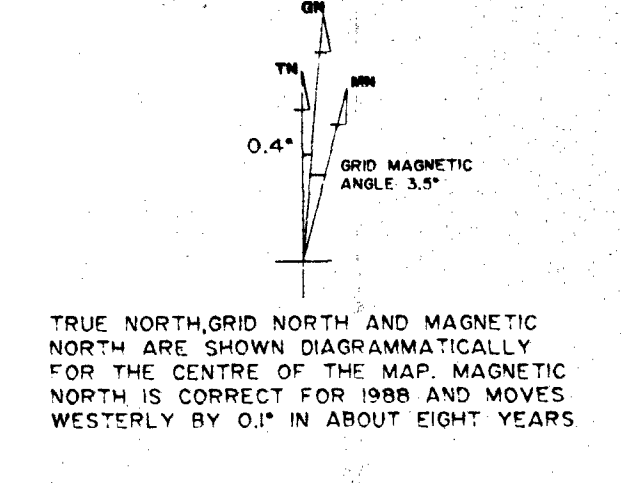 GN
TN
MN
0.4°
GRID MAGNETIC
ANGLE 3.5°
TRUE NORTH,GRID NORTH AND MAGNETIC
NORTH ARE SHOWN DIAGRAMMATICALLY
FOR THE CENTRE OF THE MAP. MAGNETIC
NORTH IS CORRECT FOR 1988 AND MOVES
WESTERLY BY 0.1° IN ABOUT EIGHT YEARS